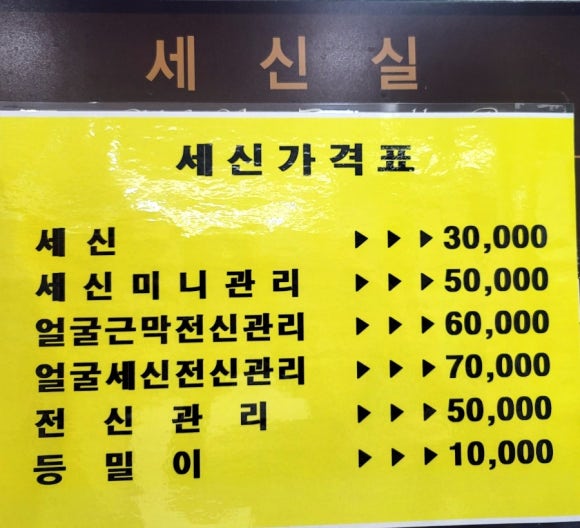 세 신 실
세신가격표
세 신 ▶ ▶ ▶ 30,000
세 신 미 니 관 리 ▶ ▶ ▶ 50,000
얼굴근막전신관리 ▶ ▶ ▶ 60,000
얼굴세신전신관리 ▶ ▶ ▶ 70,000
전 신 관 리 ▶ ▶ ▶ 50,000
등 밀 이 ▶ ▶ ▶ 10,000